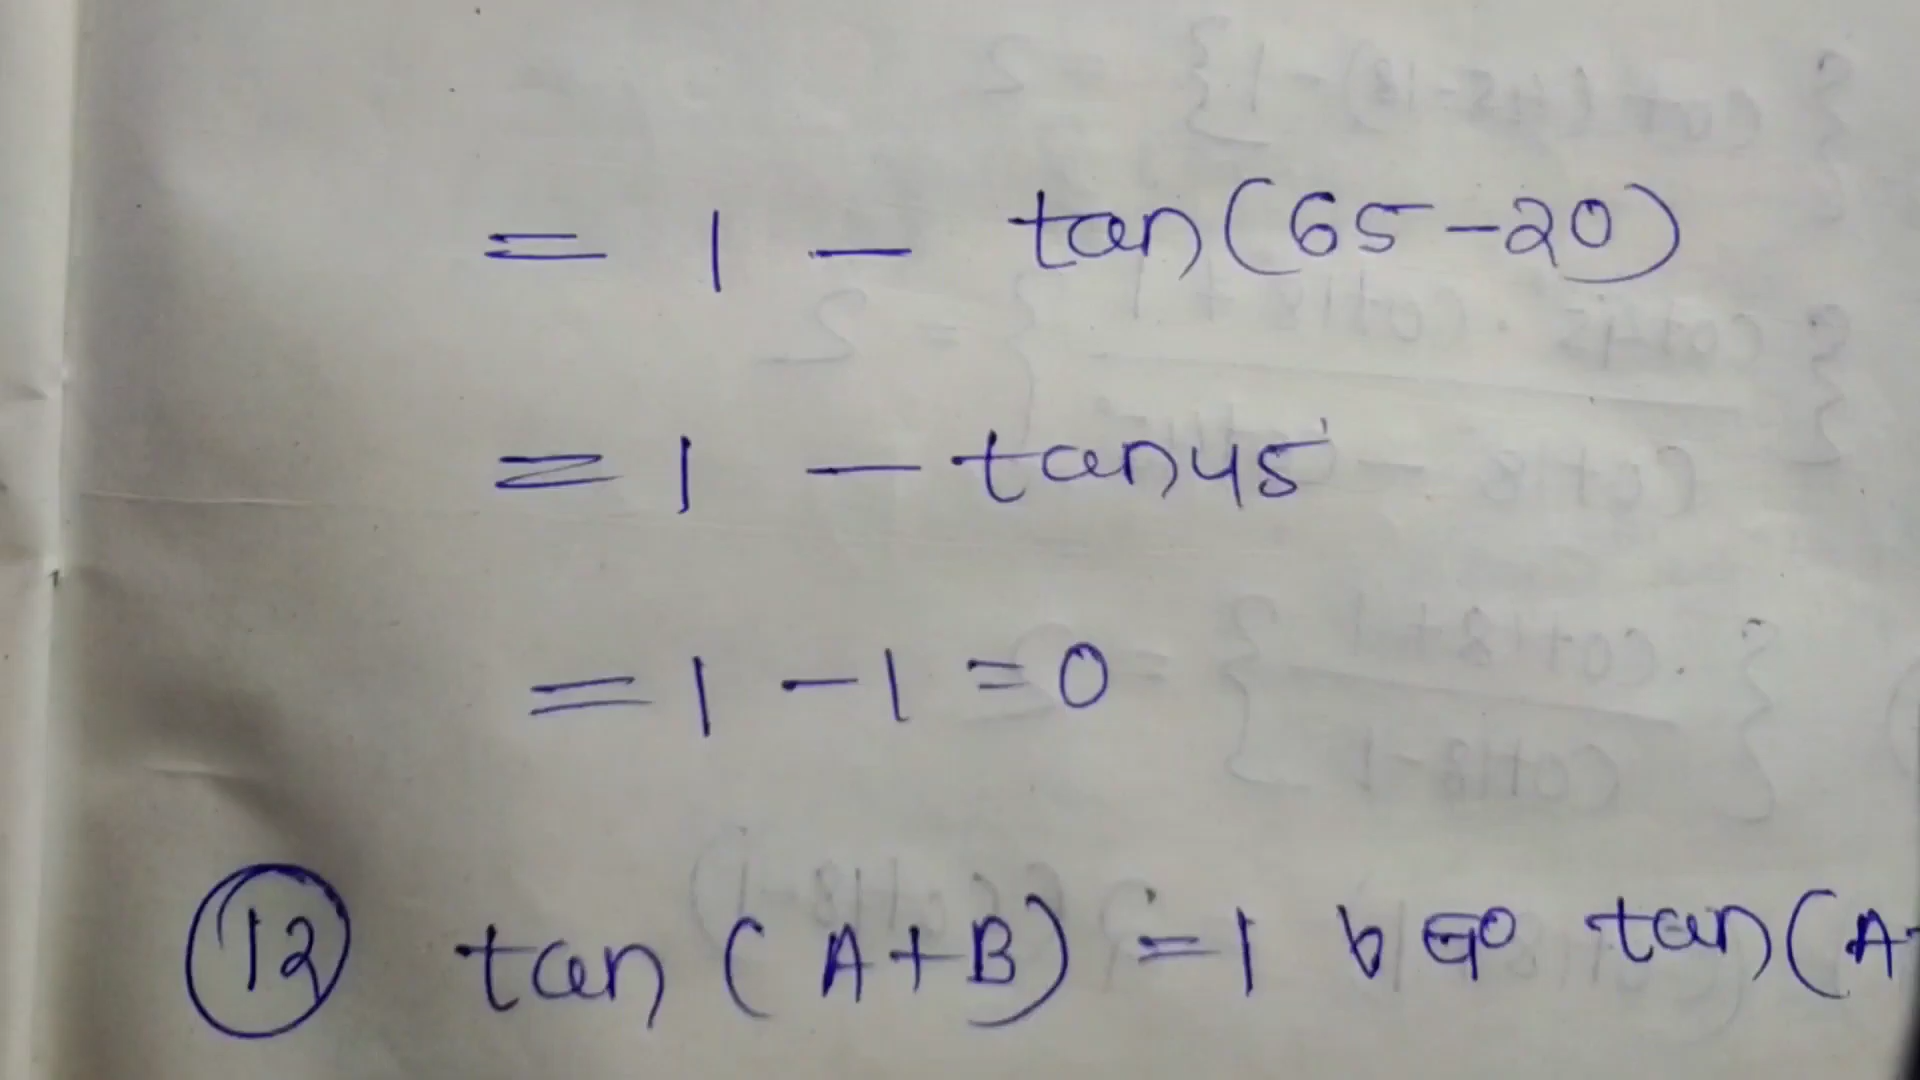 = 1 - tan(65-20)
= 1 - tan45
= 1 - 1 = 0
(12) tan (A+B) = 1 tan(A